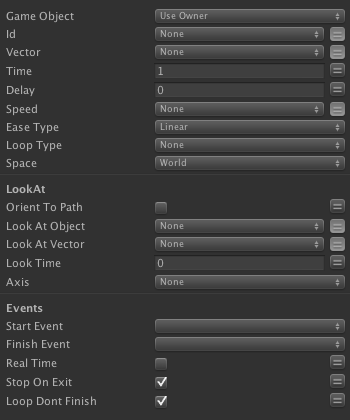 Game Object Use Owner
Id None
Vector None
Time 1
Delay 0
Speed None
Ease Type Linear
Loop Type None
Space World
LookAt
Orient To Path
Look At Object None
Look At Vector None
Look Time 0
Axis None
Events
Start Event
Finish Event
Real Time
Stop On Exit
Loop Dont Finish